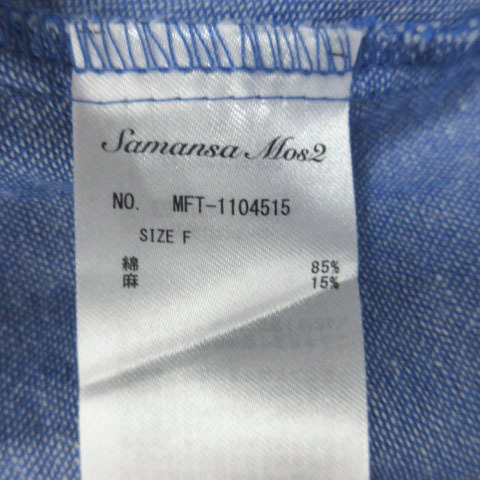 Samansa Mos2
NO. MFT-1104515
SIZE F
綿 85%
麻 15%